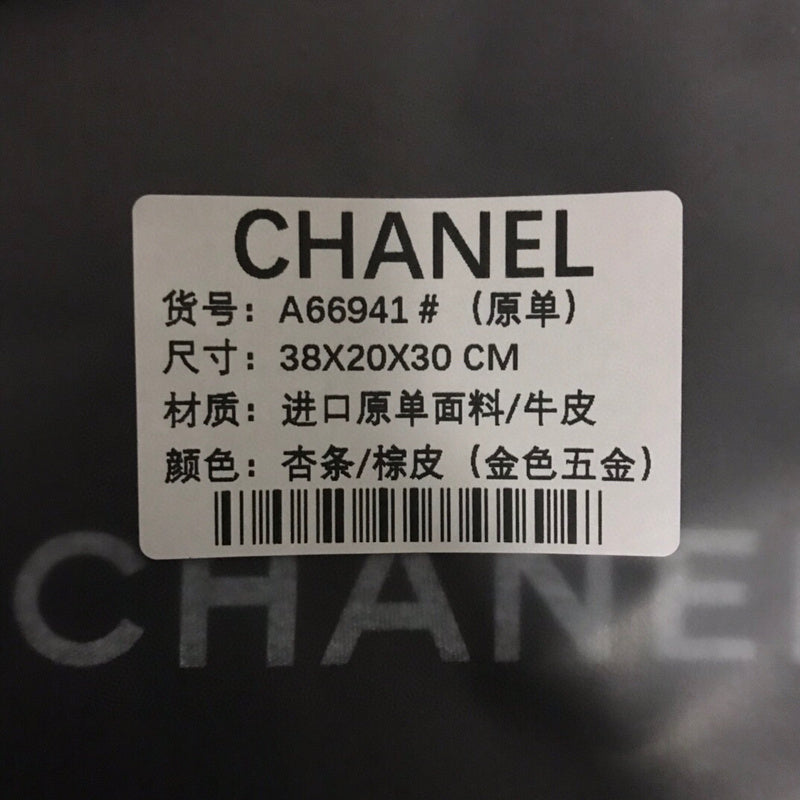 CHANEL
货号：A66941#（原单）
尺寸：38X20X30 CM
材质：进口原单面料/牛皮
颜色：杏条/棕皮（金色五金）
CHANEL